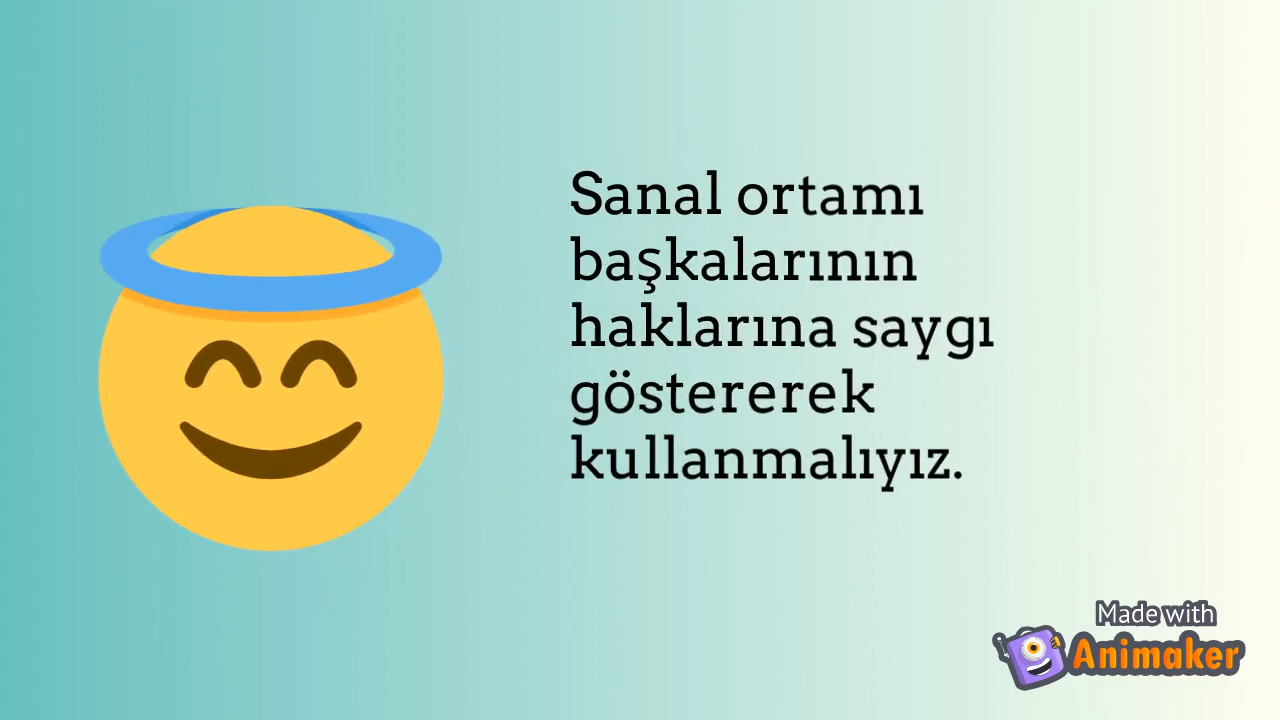 Sanal ortamı
başkalarının
haklarına saygı
göstererek
kullanmalıyız.
Made with
Animaker